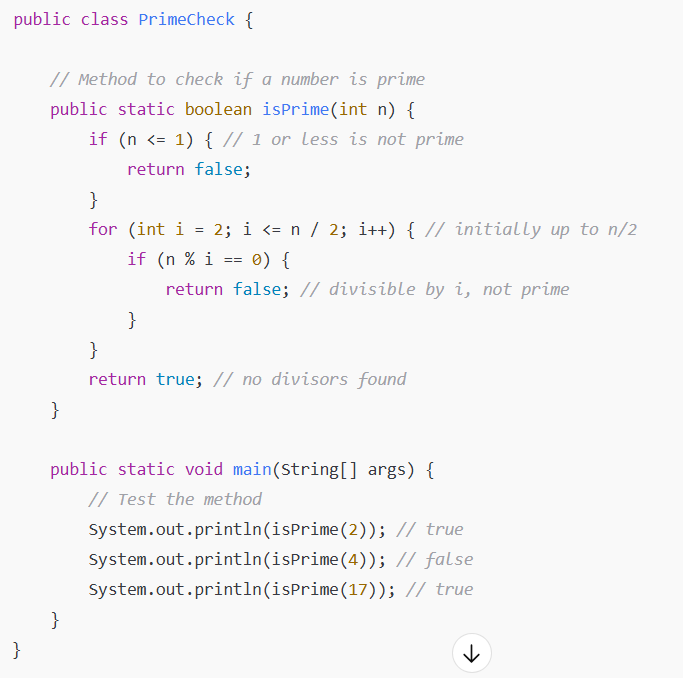 public class PrimeCheck {
// Method to check if a number is prime
public static boolean isPrime(int n) {
if (n <= 1) { // 1 or less is not prime
return false;
}
for (int i = 2; i <= n / 2; i++) { // initially up to n/2
if (n % i == 0) {
return false; // divisible by i, not prime
}
}
return true; // no divisors found
}
public static void main(String[] args) {
// Test the method
System.out.println(isPrime(2)); // true
System.out.println(isPrime(4)); // false
System.out.println(isPrime(17)); // true
}
}